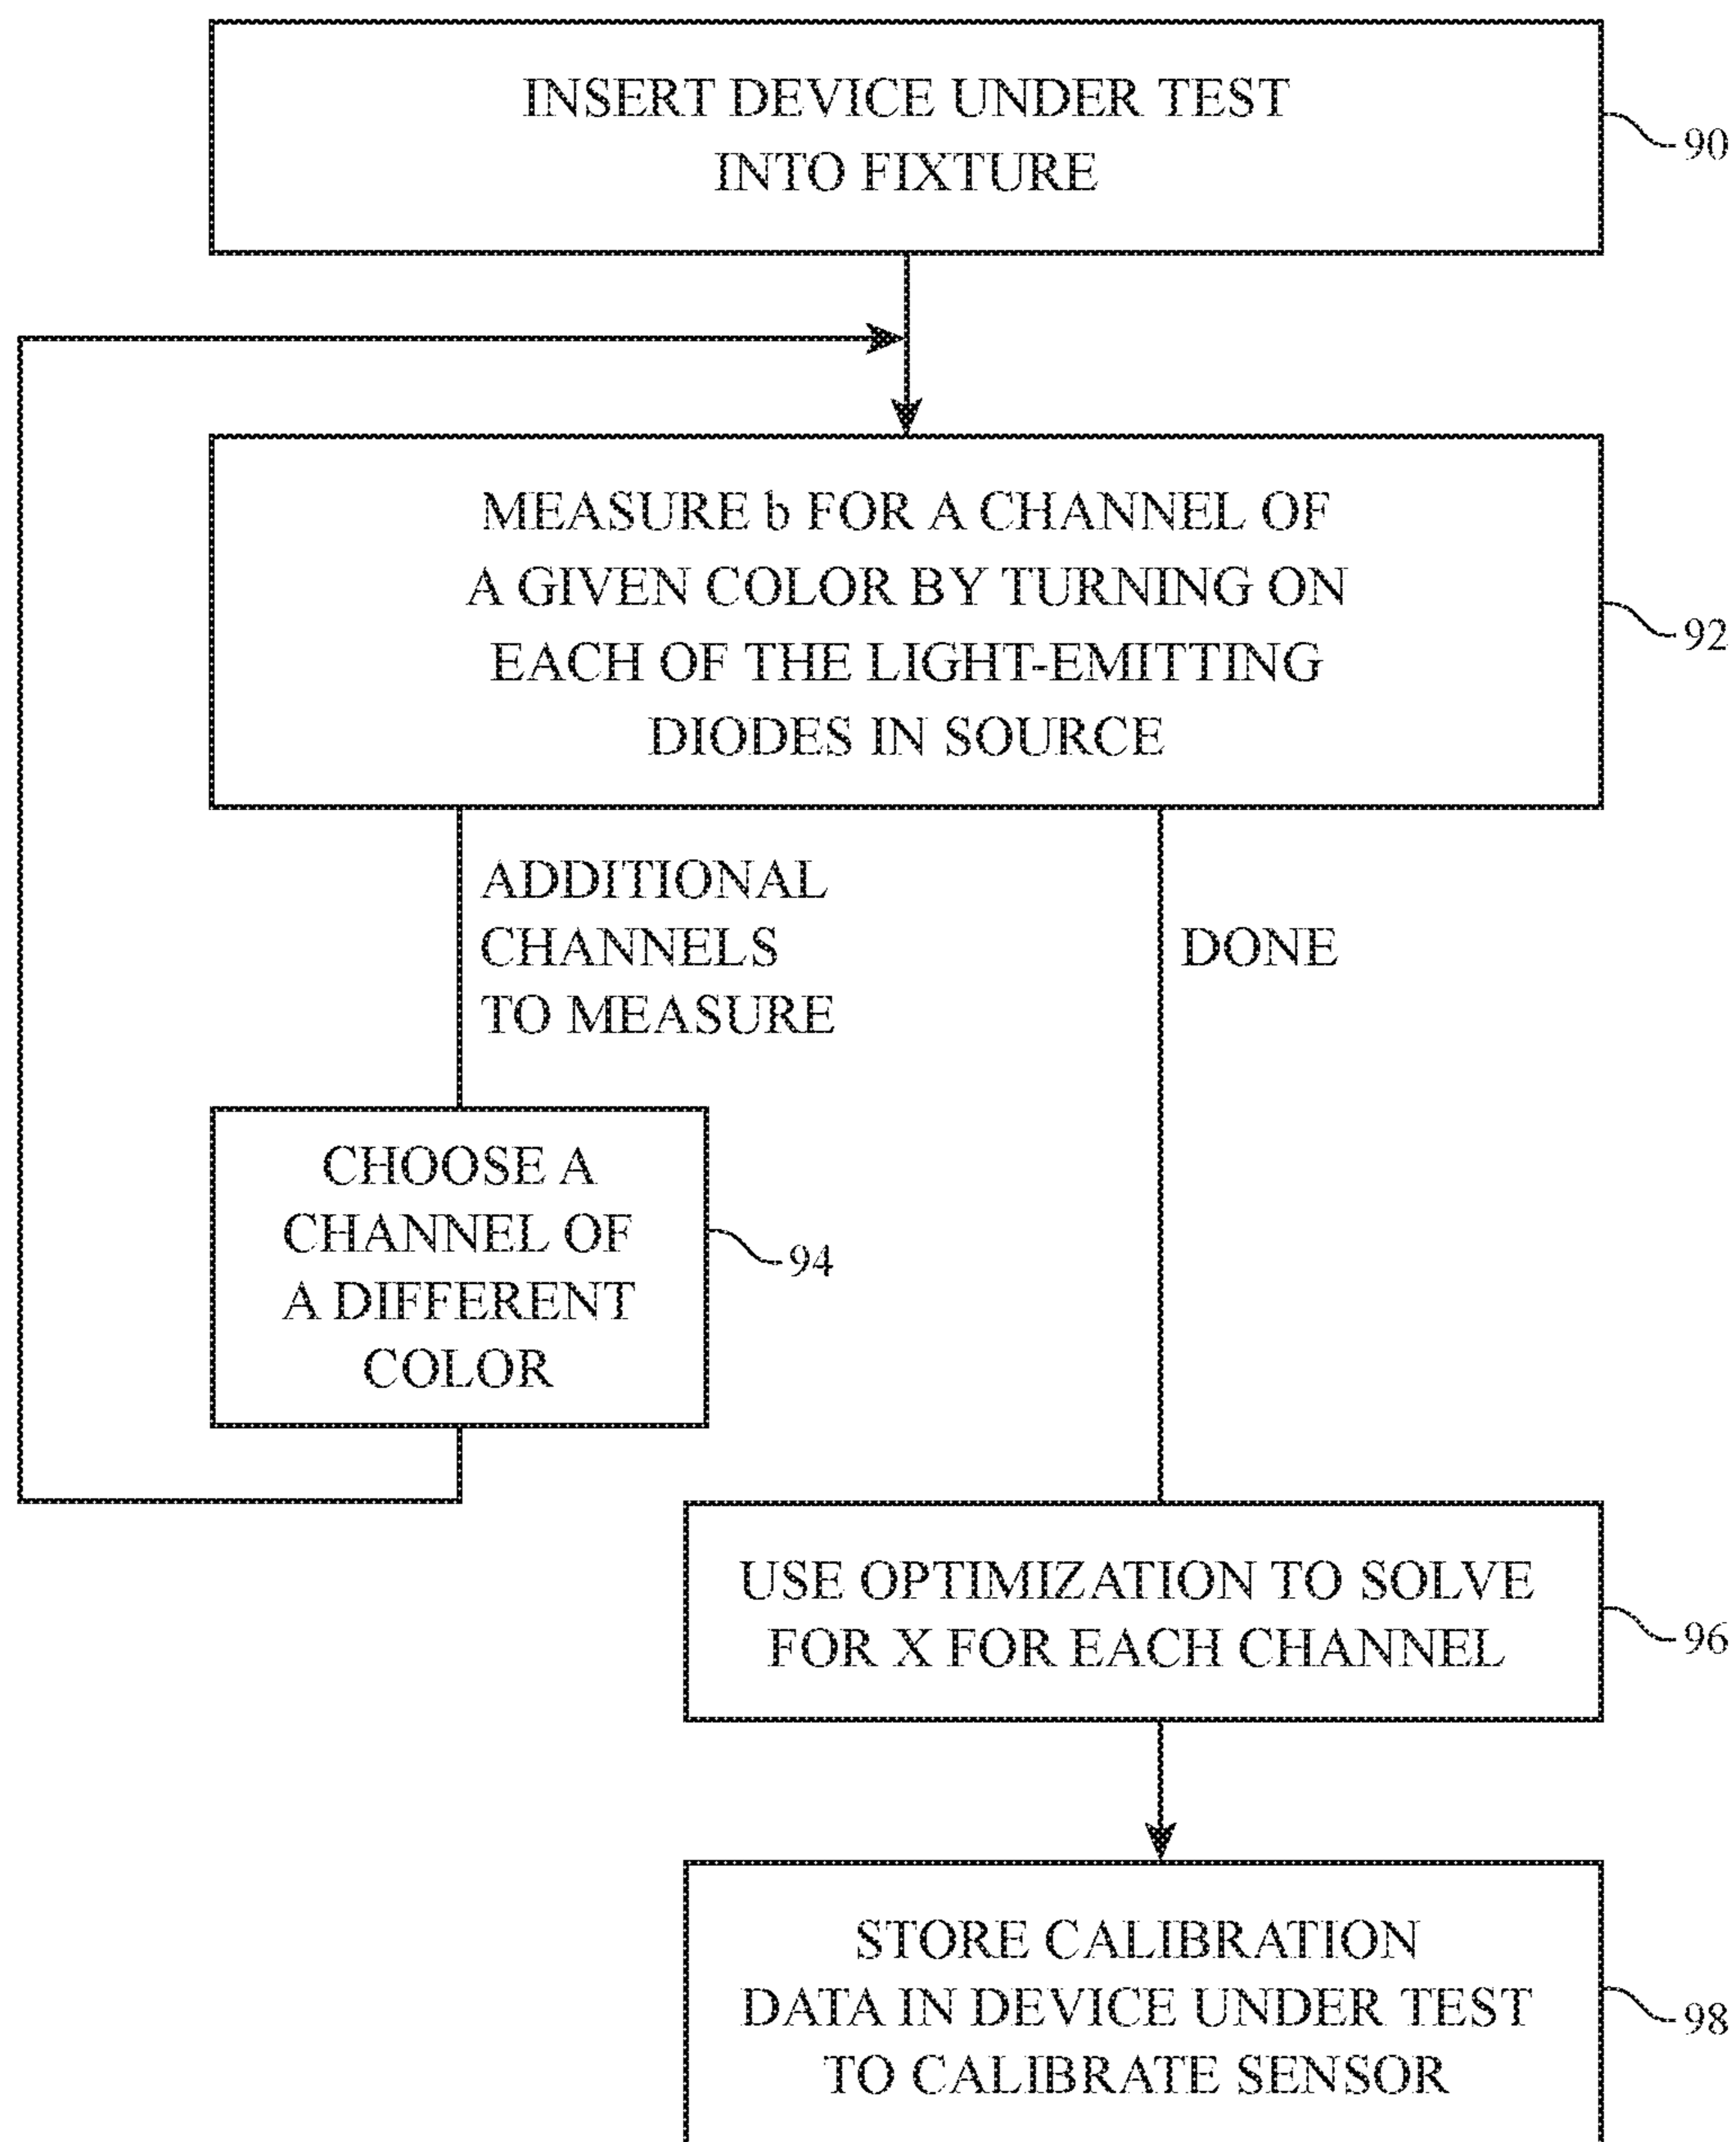 INSERT DEVICE UNDER TEST
INTO FIXTURE
90
MEASURE b FOR A CHANNEL OF
A GIVEN COLOR BY TURNING ON
EACH OF THE LIGHT-EMITTING
DIODES IN SOURCE
92
ADDITIONAL
CHANNELS
TO MEASURE
DONE
CHOOSE A
CHANNEL OF
A DIFFERENT
COLOR
94
USE OPTIMIZATION TO SOLVE
FOR X FOR EACH CHANNEL
96
STORE CALIBRATION
DATA IN DEVICE UNDER TEST
TO CALIBRATE SENSOR
98